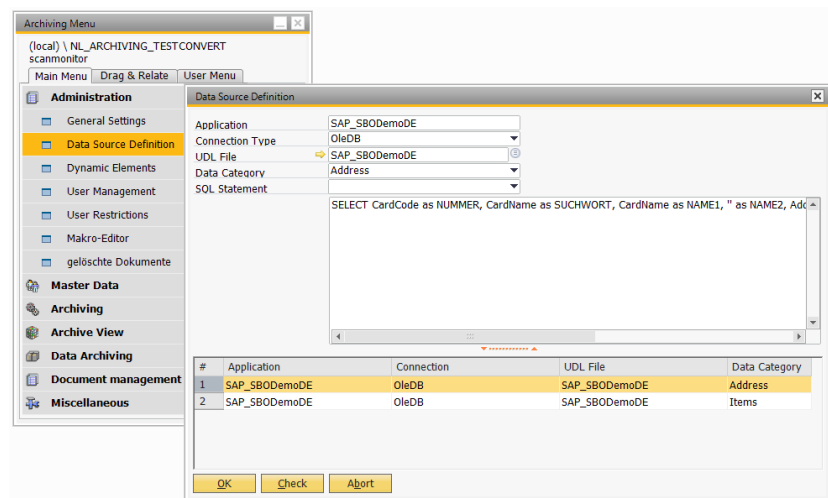 Archiving Menu
(local) \ NL_ARCHIVING_TESTCONVERT
scanmonitor
Main Menu Drag & Relate User Menu
Administration
General Settings
Data Source Definition
Dynamic Elements
User Management
User Restrictions
Makro-Editor
gelöschte Dokumente
Master Data
Archiving
Archive View
Data Archiving
Document management
Miscellaneous
Data Source Definition
Application SAP_SBODemoDE
Connection Type OleDB
UDL File SAP_SBODemoDE
Data Category Address
SQL Statement
SELECT CardCode as NUMMER, CardName as SUCHWORT, CardName as NAME1, '' as NAME2, Add
# Application Connection UDL File Data Category
1 SAP_SBODemoDE OleDB SAP_SBODemoDE Address
2 SAP_SBODemoDE OleDB SAP_SBODemoDE Items
OK Check Abort